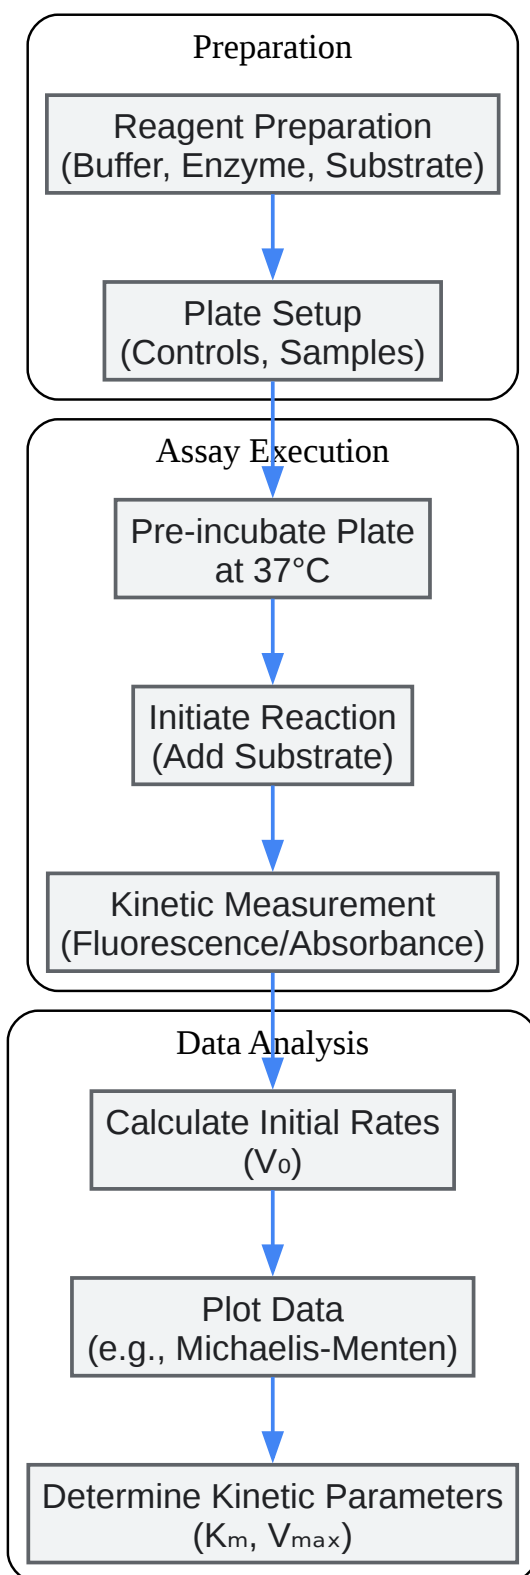 Preparation
Reagent Preparation
(Buffer, Enzyme, Substrate)
Plate Setup
(Controls, Samples)
Assay Execution
Pre-incubate Plate
at 37°C
Initiate Reaction
(Add Substrate)
Kinetic Measurement
(Fluorescence/Absorbance)
Data Analysis
Calculate Initial Rates
(V₀)
Plot Data
(e.g., Michaelis-Menten)
Determine Kinetic Parameters
(Kₘ, Vₘₐₓ)